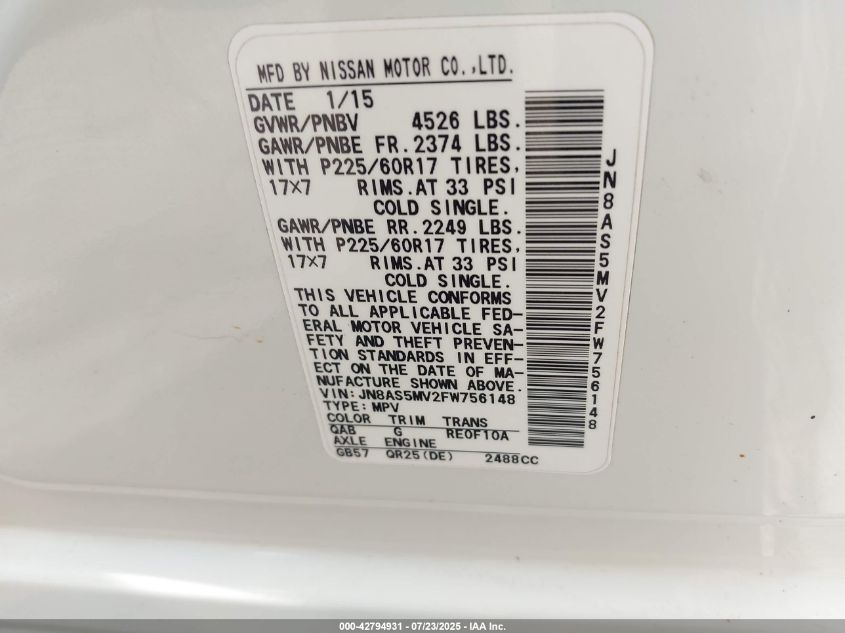 MFD BY NISSAN MOTOR CO.,LTD.
DATE 1/15
GVWR/PNBV 4526 LBS.
GAWR/PNBE FR.2374 LBS.
WITH P225/60R17 TIRES,
17×7 RIMS.AT 33 PSI
COLD SINGLE.
GAWR/PNBE RR.2249 LBS.
WITH P225/60R17 TIRES,
17×7 RIMS.AT 33 PSI
COLD SINGLE.
THIS VEHICLE CONFORMS
TO ALL APPLICABLE FED-
ERAL MOTOR VEHICLE SA-
FETY AND THEFT PREVEN-
TION STANDARDS IN EFF-
ECT ON THE DATE OF MA-
NUFACTURE SHOWN ABOVE.
VIN: JN8AS5MV2FW756148
TYPE: MPV
COLOR TRIM TRANS
QAB G RE0F10A
AXLE ENGINE
GB57 QR25(DE) 2488CC
JN8AS5MV2FW756148
000-42794931 - 07/23/2025 - IAA Inc.